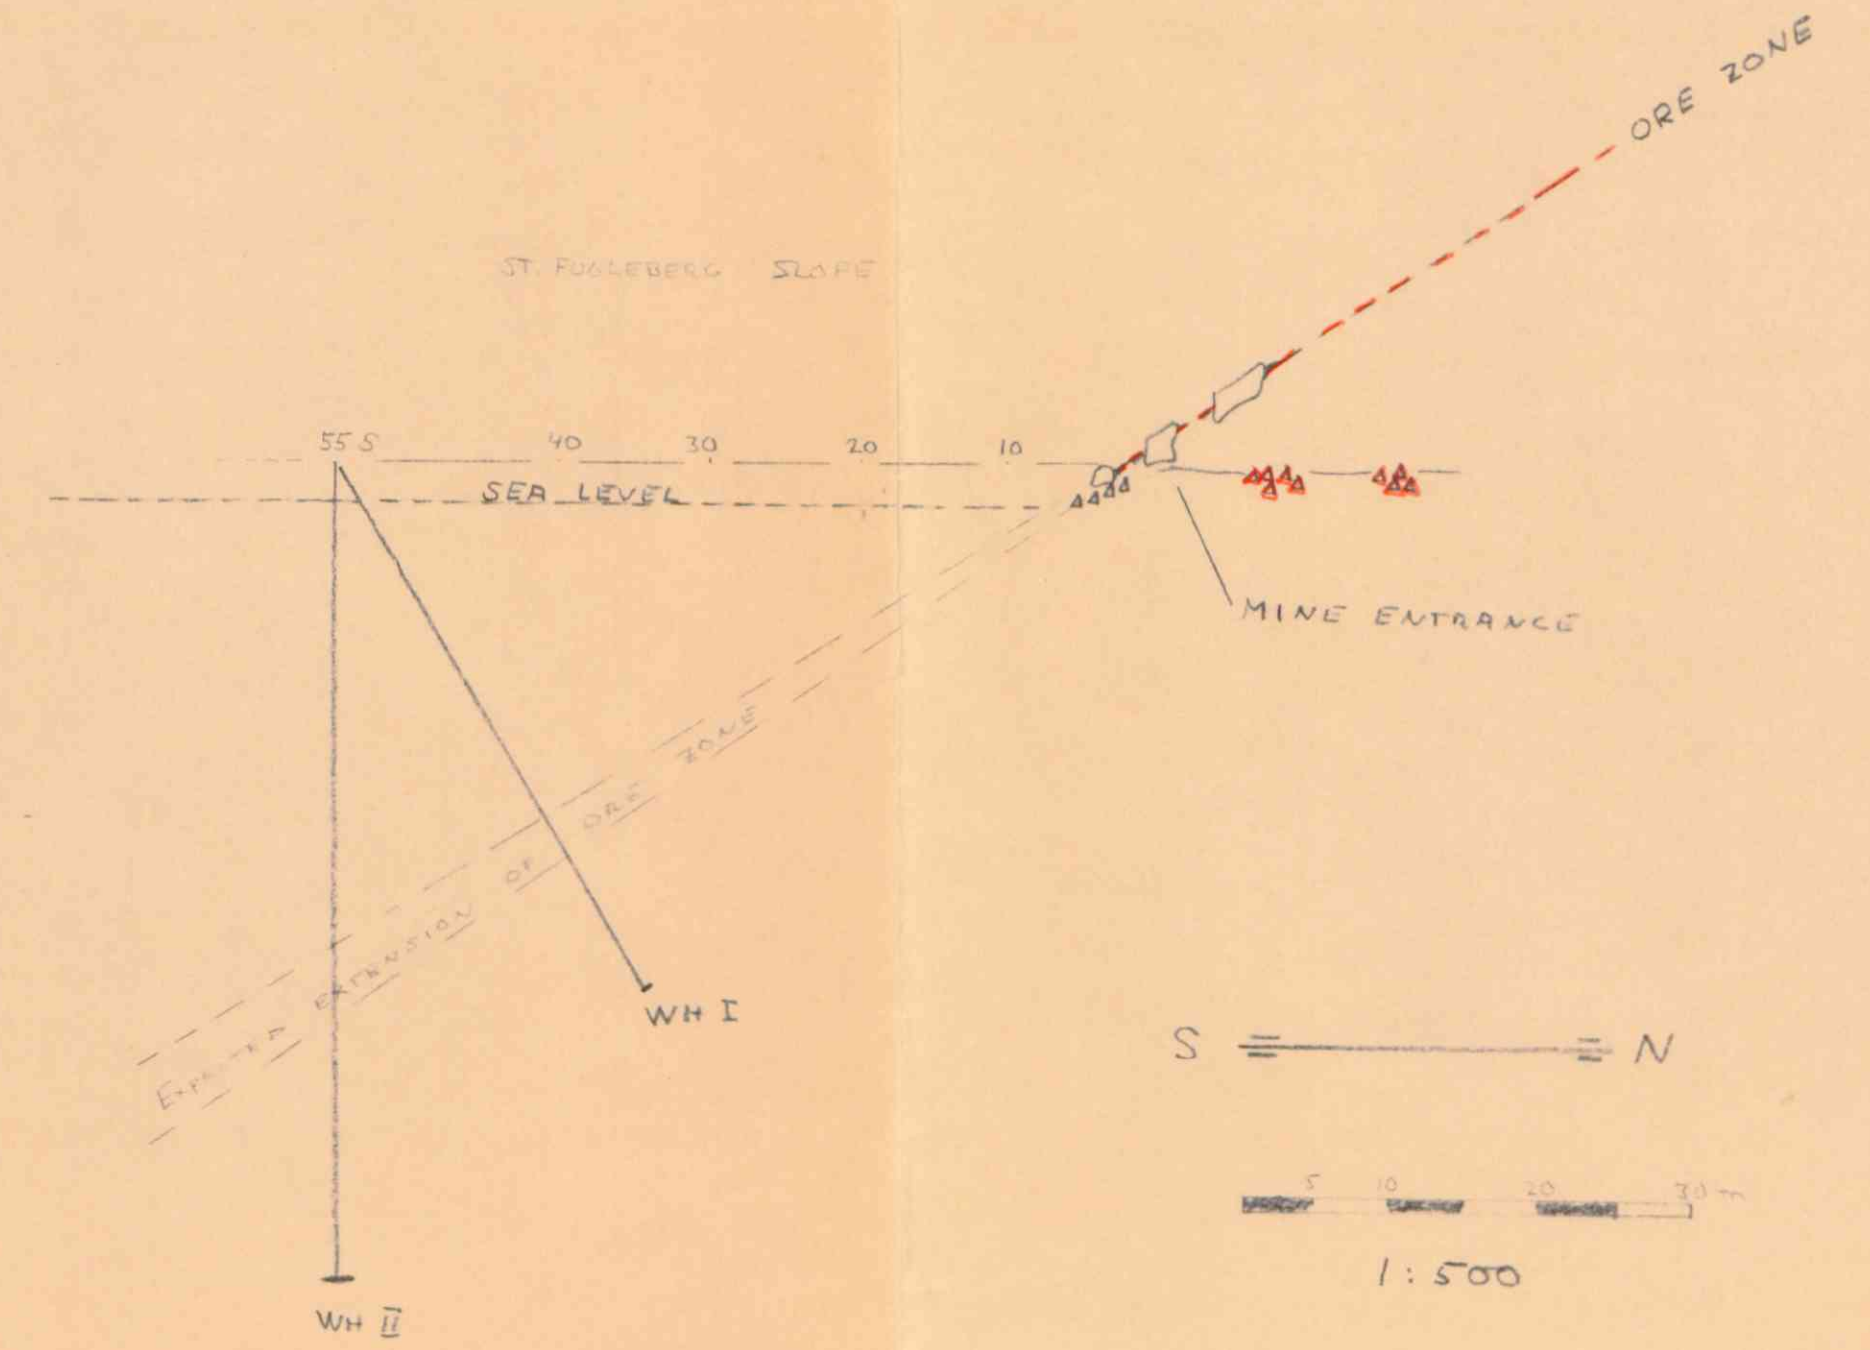 ORE ZONE
ST. FUGLEBERG SLOPE
55 S 40 30 20 10
SEA LEVEL
MINE ENTRANCE
EXPECTED EXTENSION OF ORE ZONE
WH I
S N
5 10 20 30 m
1:500
WH II